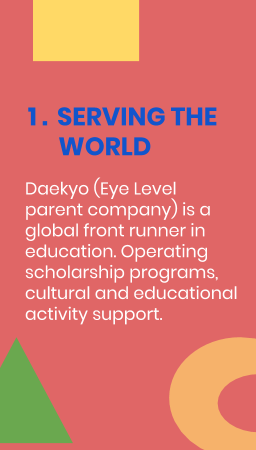 1. SERVING THE
WORLD
Daekyo (Eye Level
parent company) is a
global front runner in
education. Operating
scholarship programs,
cultural and educational
activity support.